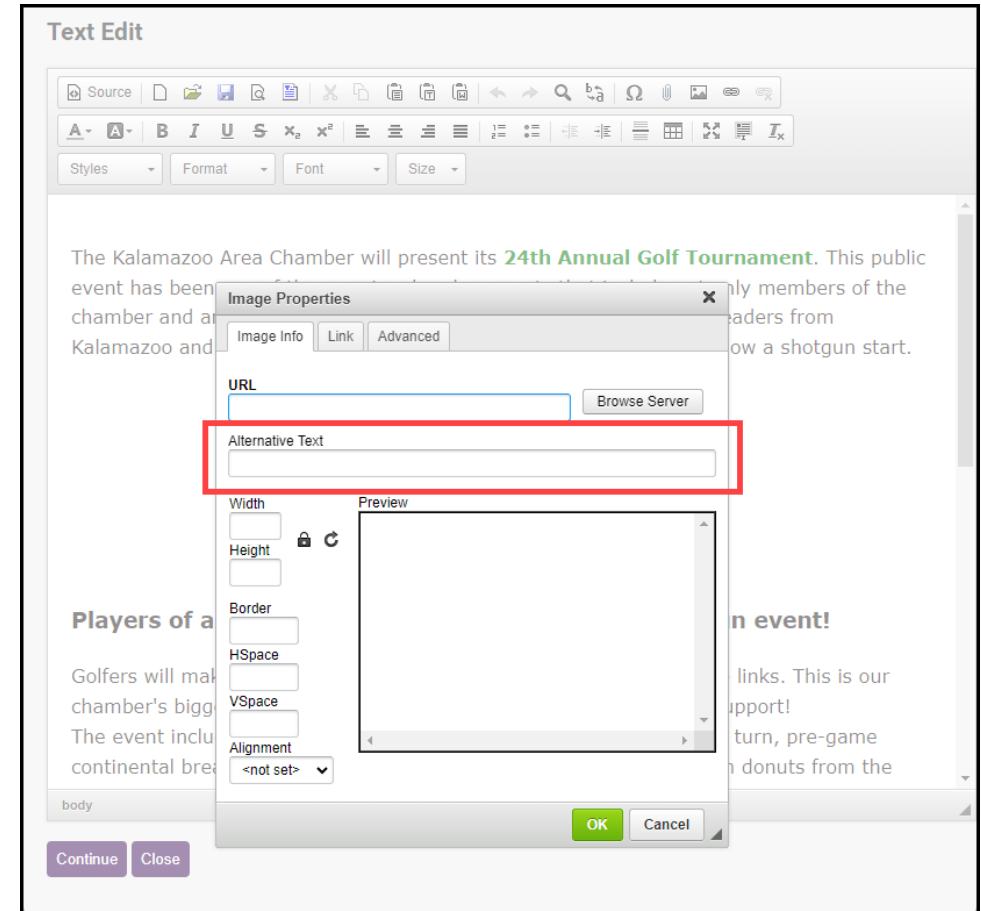 Text Edit
Source
A A B I U S x₂ x² Iₓ
Styles Format Font Size
The Kalamazoo Area Chamber will present its 24th Annual Golf Tournament. This public
event has been nly members of the
chamber and eaders from
Kalamazoo and ow a shotgun start.
Image Properties
Image Info Link Advanced
URL
Browse Server
Alternative Text
Width
Preview
Height
Border
HSpace
VSpace
Alignment
<not set>
OK Cancel
Players of a n event!
Golfers will mak links. This is our
chamber's bigg upport!
The event inclu turn, pre-game
continental brea donuts from the
body
Continue Close